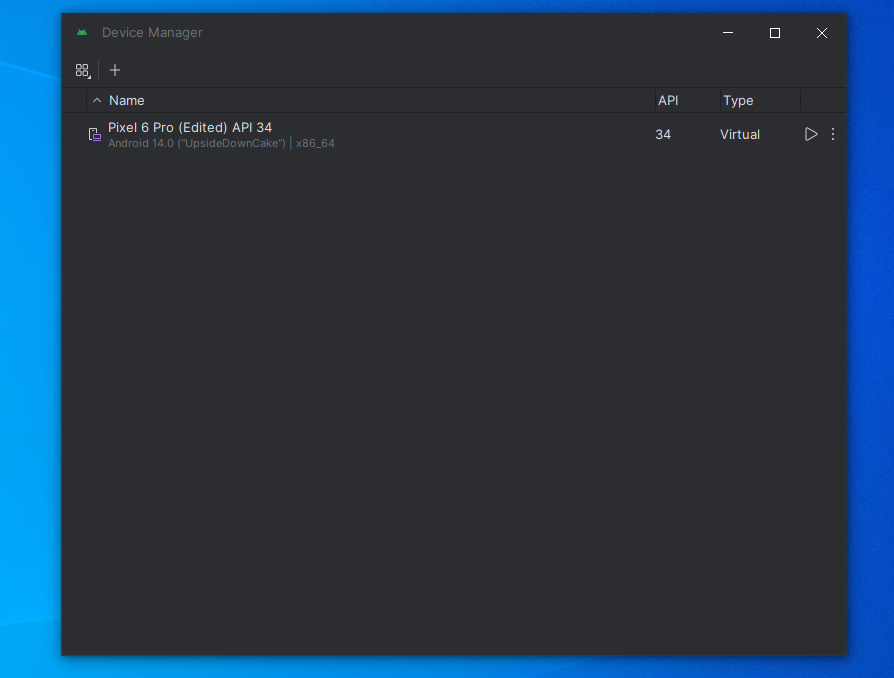 Device Manager
Name API Type
Pixel 6 Pro (Edited) API 34 34 Virtual
Android 14.0 ("UpsideDownCake") | x86_64